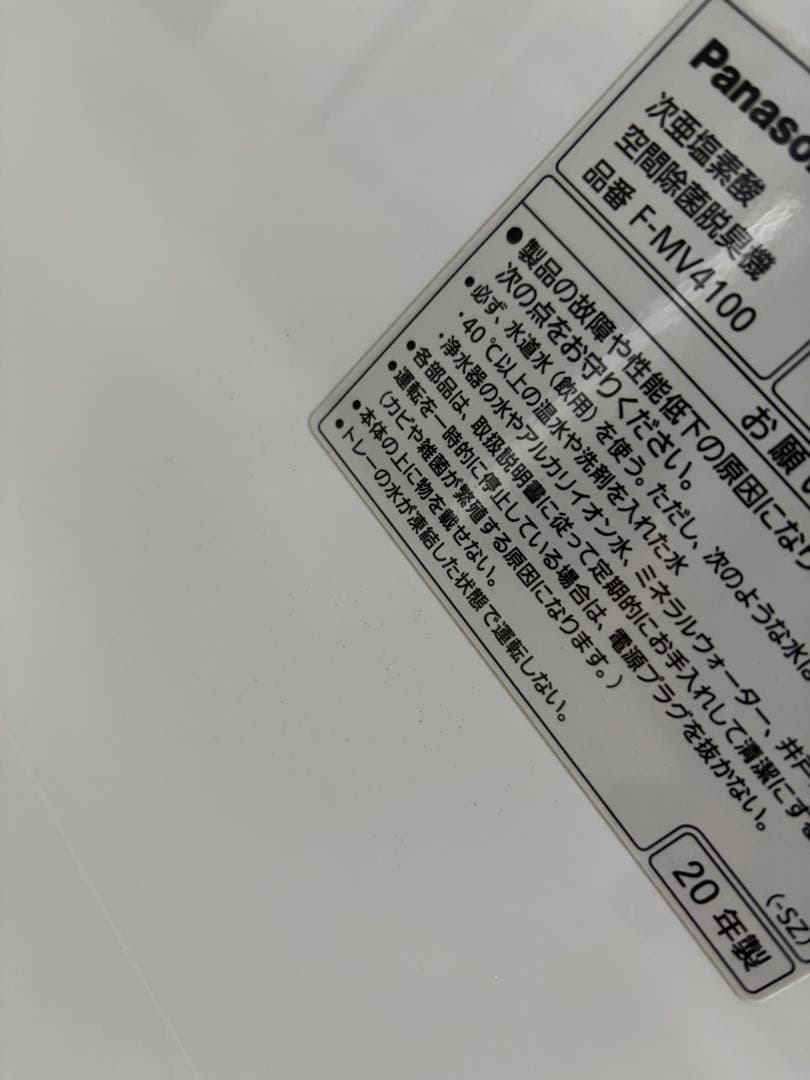 Panaso
次亜塩素酸
空間除菌脱臭機
品番 F-MV4100
お願い
●製品の故障や性能低下の原因になり
次の点をお守りください。
●必ず、水道水(飲用)を使う。ただし、次のような水は
・40 ℃以上の温水や洗剤を入れた水
・浄水器の水やアルカリイオン水、ミネラルウォーター、井戸
●各部品は、取扱説明書に従って定期的にお手入れして清潔にする
●運転を一時的に停止している場合は、電源プラグを抜かない。
(カビや雑菌が繁殖する原因になります。)
●本体の上に物を載せない。
●トレーの水が凍結した状態で運転しない。
(-SZ)
20 年製